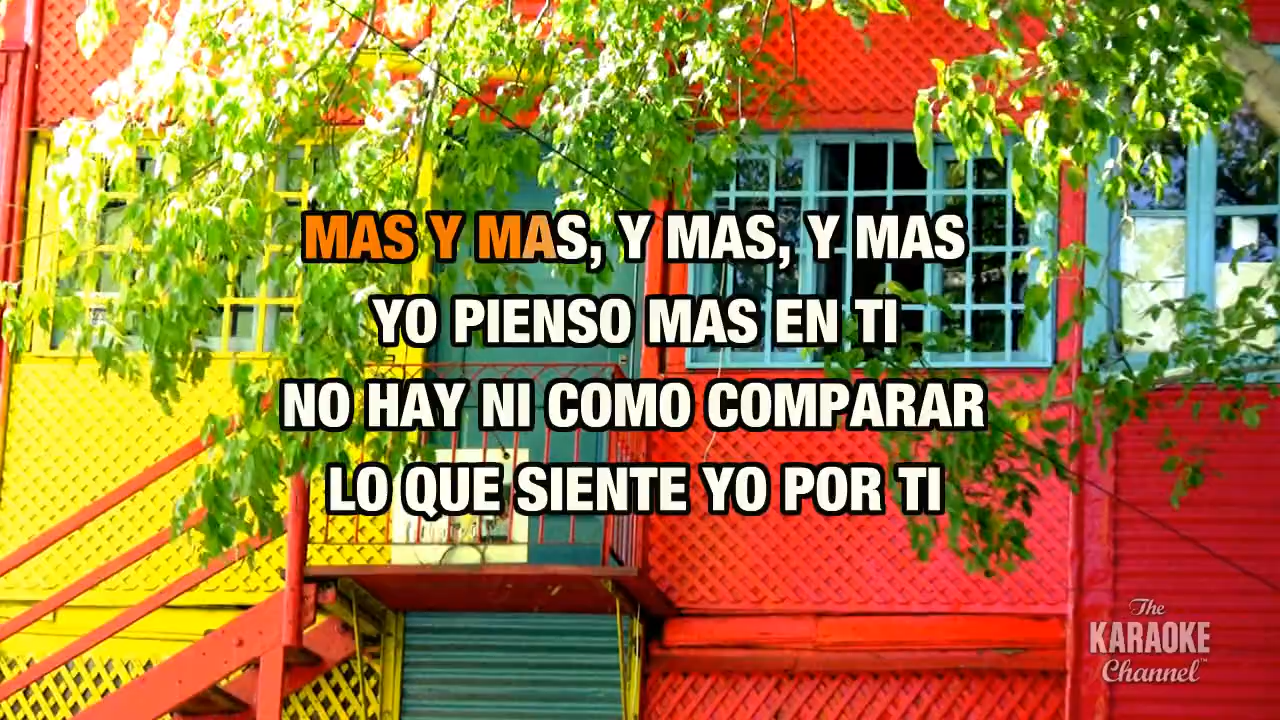 MAS Y MAS, Y MAS, Y MAS
YO PIENSO MAS EN TI
NO HAY NI COMO COMPARAR
LO QUE SIENTE YO POR TI
The
KARAOKE
Channel™